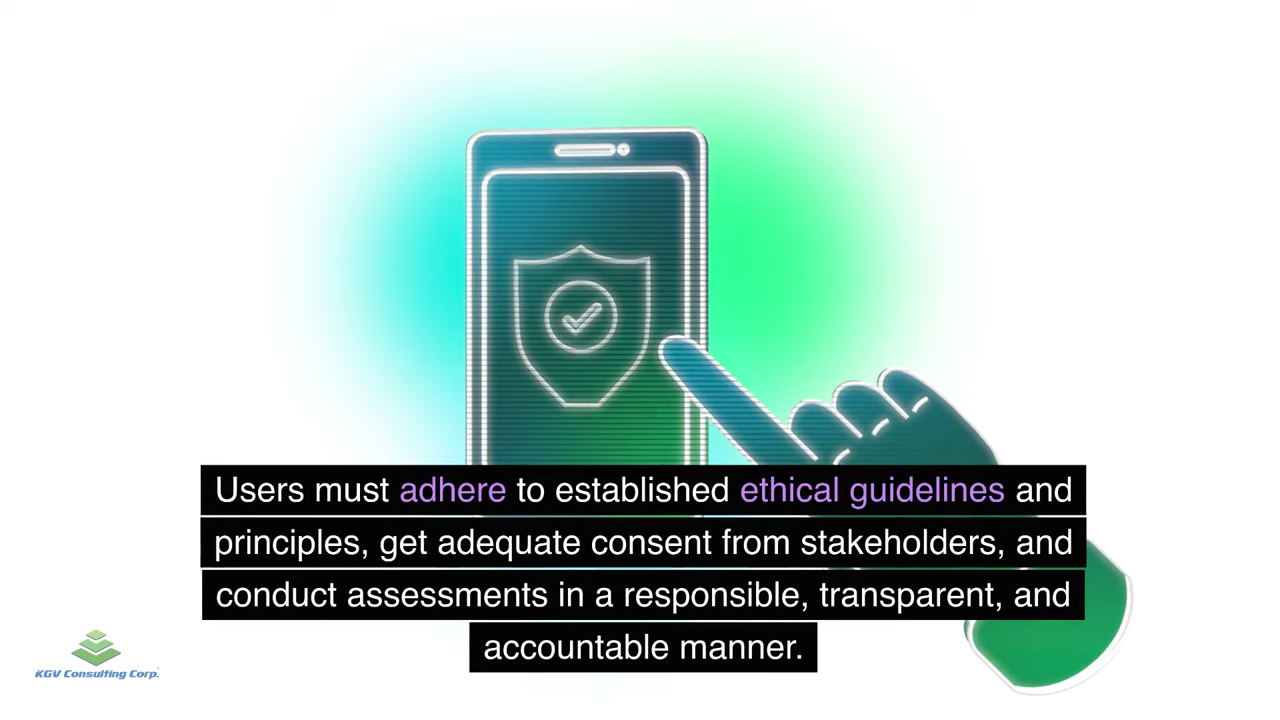 Users must adhere to established ethical guidelines and
principles, get adequate consent from stakeholders, and
conduct assessments in a responsible, transparent, and
accountable manner.
KGV Consulting Corp.